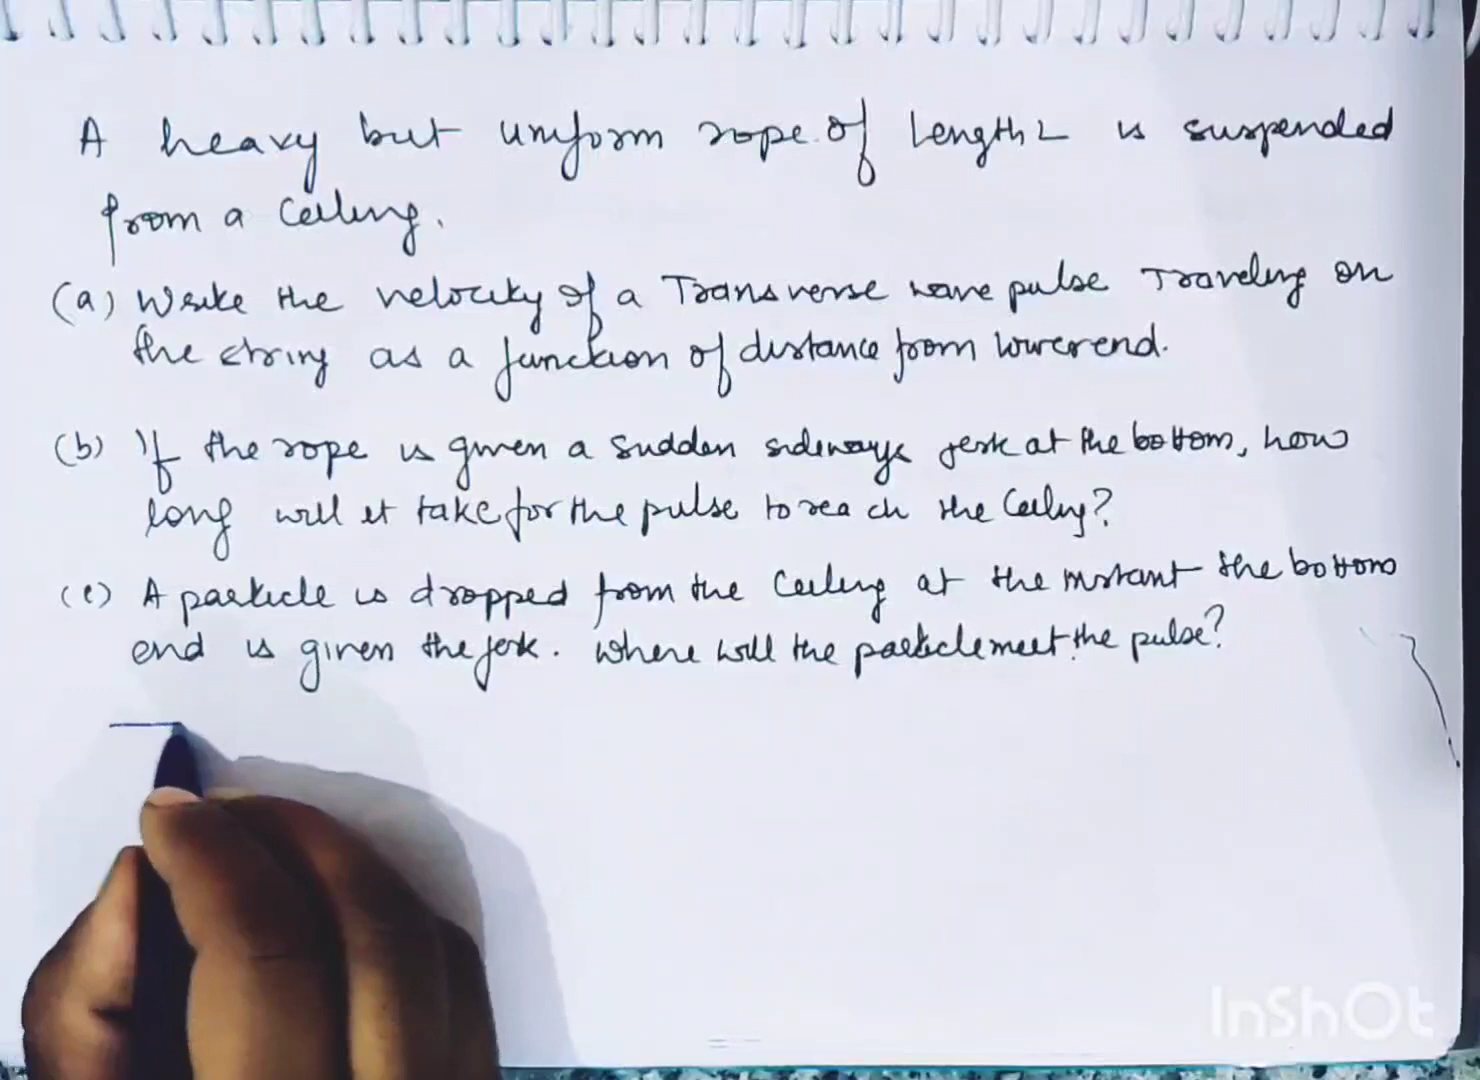 A heavy but uniform rope of Length L is suspended
from a ceiling.
(a) Write the velocity of a Transverse wave pulse Traveling on
the string as a function of distance from lower end.
(b) If the rope is given a sudden sideways jerk at the bottom, how
long will it take for the pulse to reach the Ceiling?
(c) A particle is dropped from the Ceiling at the instant the bottom
end is given the jerk. Where will the particle meet the pulse?
InShOt